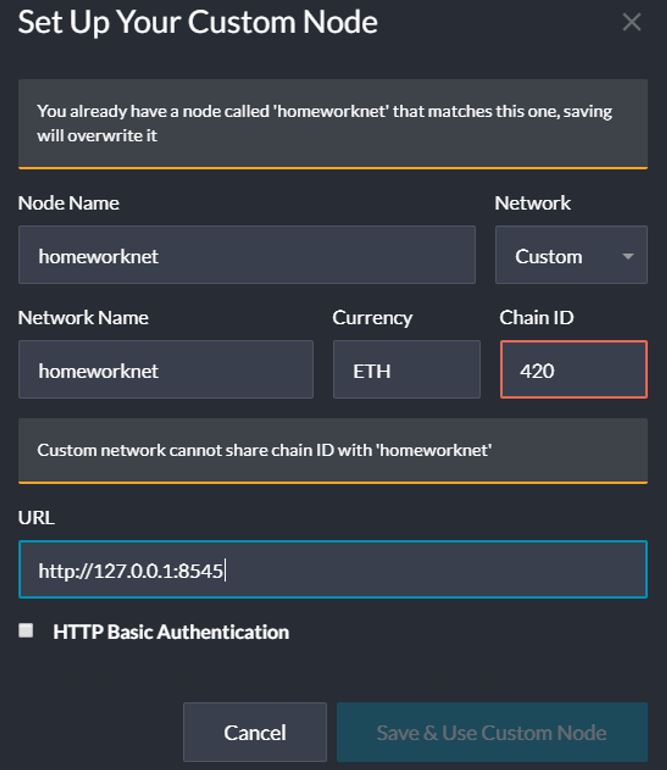 Set Up Your Custom Node
You already have a node called 'homeworknet' that matches this one, saving
will overwrite it
Node Name
Network
homeworknet
Custom
Network Name
Currency
Chain ID
homeworknet
ETH
420
Custom network cannot share chain ID with 'homeworknet'
URL
http://127.0.0.1:8545
HTTP Basic Authentication
Cancel
Save & Use Custom Node